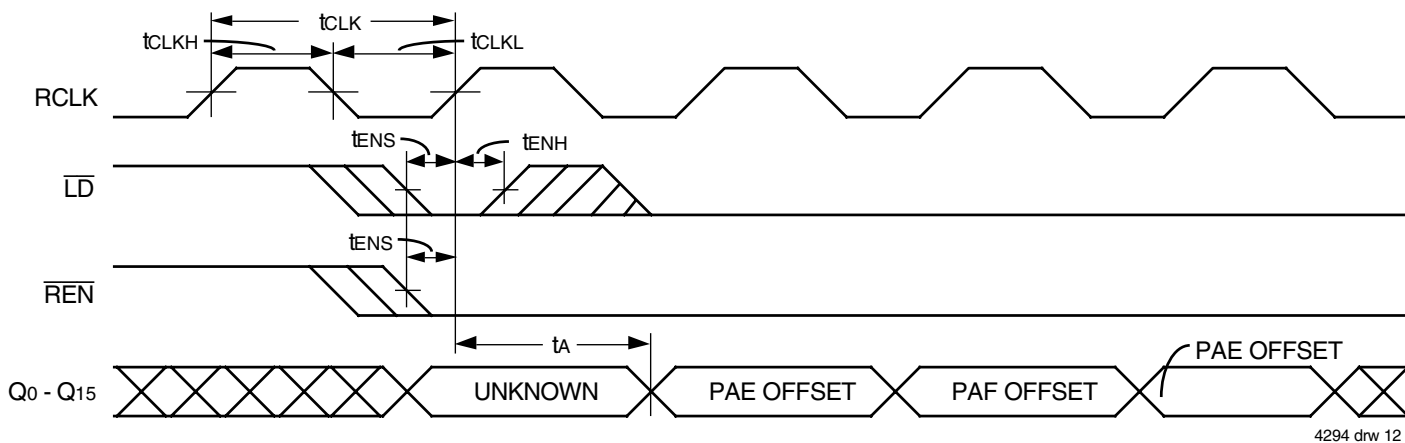 tCLK
tCLKH
tCLKL
RCLK
tENS
tENH
LD
tENS
REN
tA
PAE OFFSET
Q0 - Q15
UNKNOWN
PAE OFFSET
PAF OFFSET
4294 drw 12